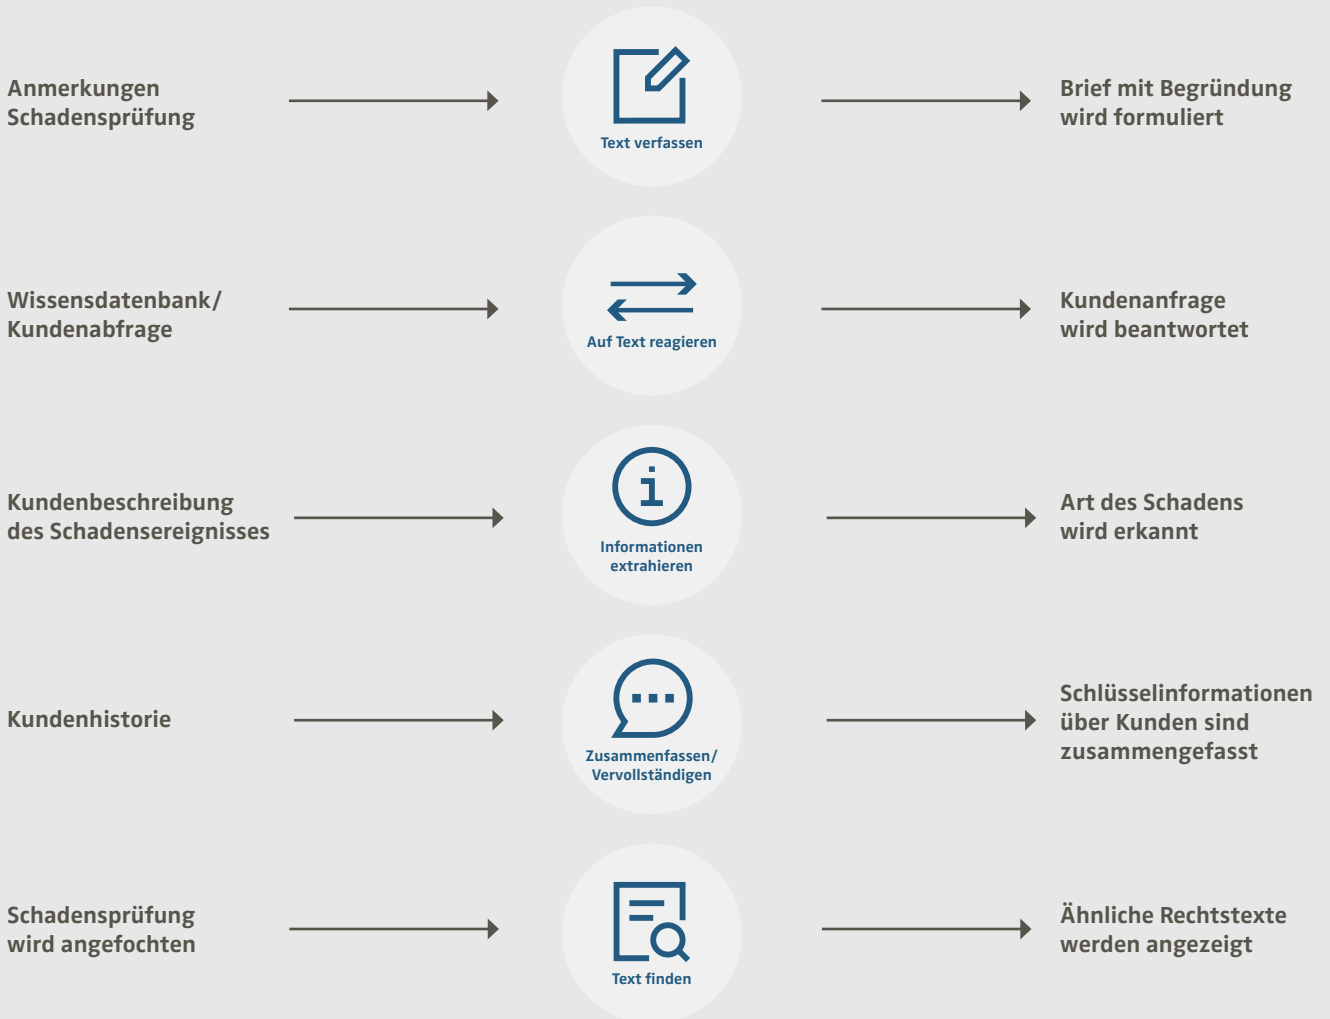 Anmerkungen
Schadensprüfung
Text verfassen
Brief mit Begründung
wird formuliert
Wissensdatenbank/
Kundenabfrage
Auf Text reagieren
Kundenanfrage
wird beantwortet
Kundenbeschreibung
des Schadensereignisses
Informationen
extrahieren
Art des Schadens
wird erkannt
Kundenhistorie
Zusammenfassen/
Vervollständigen
Schlüsselinformationen
über Kunden sind
zusammengefasst
Schadensprüfung
wird angefochten
Text finden
Ähnliche Rechtstexte
werden angezeigt